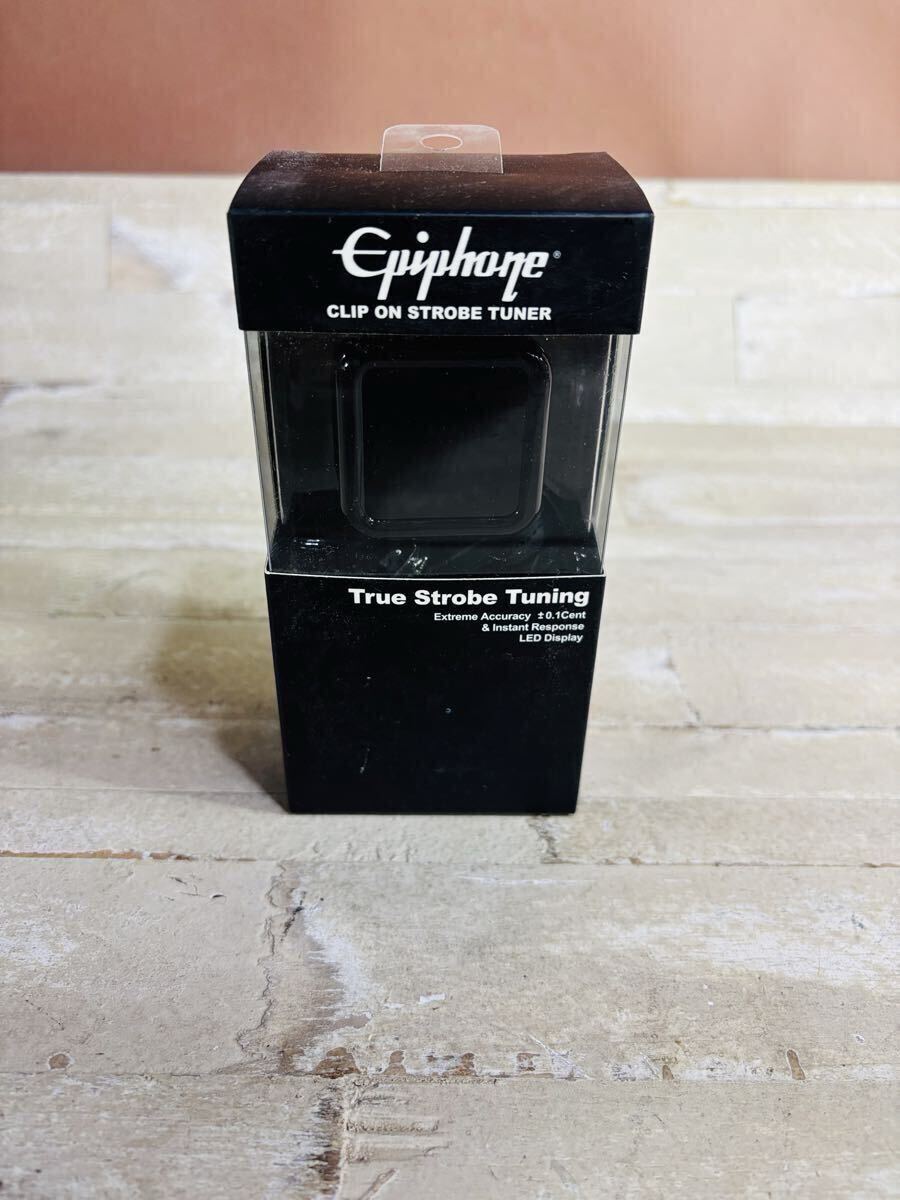 Epiphone®
CLIP ON STROBE TUNER
True Strobe Tuning
Extreme Accuracy ±0.1Cent
& Instant Response
LED Display